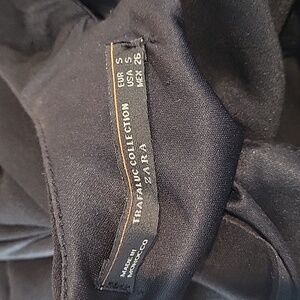 EUR S
USA S
MEX 26
TRAFALUC COLLECTION
ZARA
MADE IN
MOROCCO